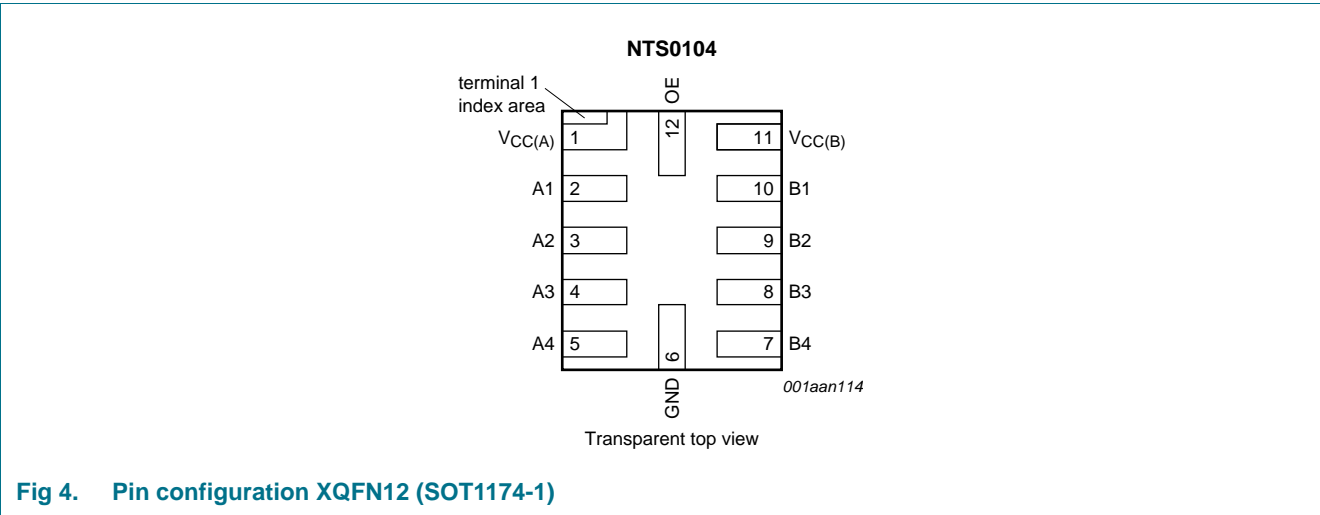 NTS0104
terminal 1
index area
OE
12
VCC(A) 1 11 VCC(B)
A1 2 10 B1
A2 3 9 B2
A3 4 8 B3
A4 5 7 B4
6
GND
001aan114
Transparent top view
Fig 4. Pin configuration XQFN12 (SOT1174-1)